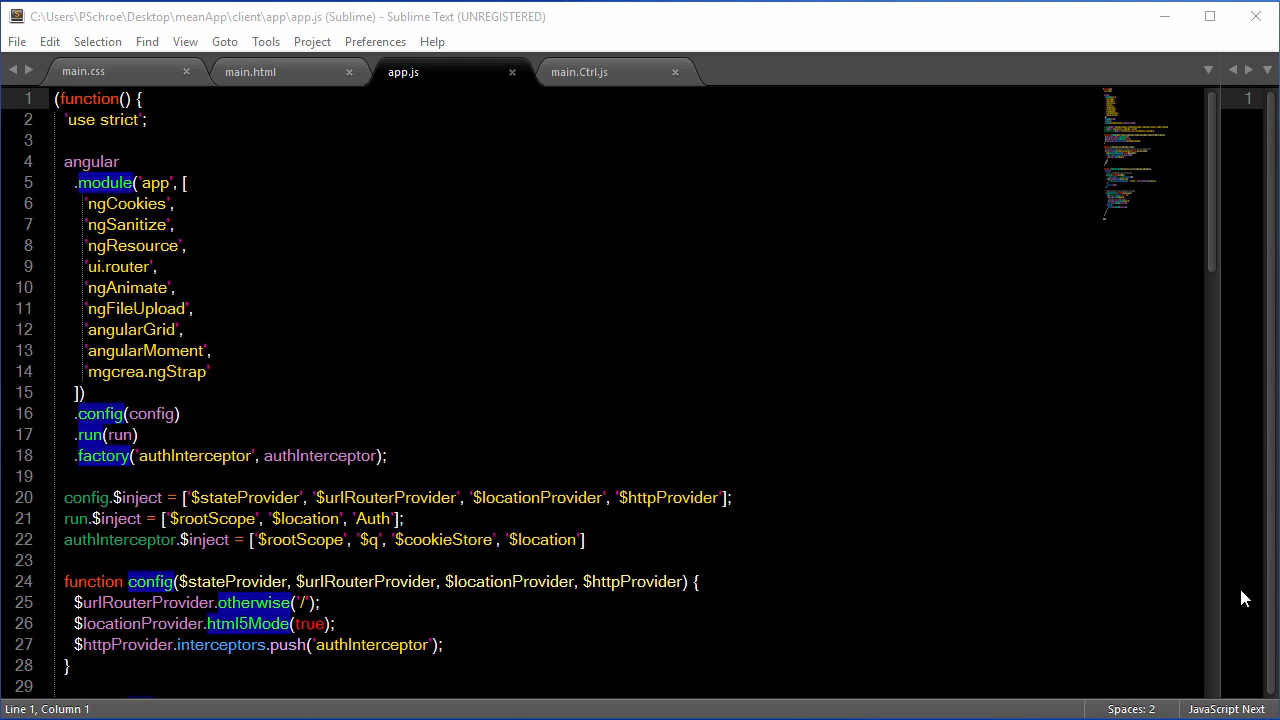 C:\Users\PSchroe\Desktop\meanApp\client\app\app.js (Sublime) - Sublime Text (UNREGISTERED)
File Edit Selection Find View Goto Tools Project Preferences Help
main.css main.html app.js main.Ctrl.js
1 (function() { 1
2 'use strict';
3
4 angular
5 .module('app', [
6 'ngCookies',
7 'ngSanitize',
8 'ngResource',
9 'ui.router',
10 'ngAnimate',
11 'ngFileUpload',
12 'angularGrid',
13 'angularMoment',
14 'mgcrea.ngStrap'
15 ])
16 .config(config)
17 .run(run)
18 .factory('authInterceptor', authInterceptor);
19
20 config.$inject = ['$stateProvider', '$urlRouterProvider', '$locationProvider', '$httpProvider'];
21 run.$inject = ['$rootScope', '$location', 'Auth'];
22 authInterceptor.$inject = ['$rootScope', '$q', '$cookieStore', '$location']
23
24 function config($stateProvider, $urlRouterProvider, $locationProvider, $httpProvider) {
25 $urlRouterProvider.otherwise('/');
26 $locationProvider.html5Mode(true);
27 $httpProvider.interceptors.push('authInterceptor');
28 }
29
Line 1, Column 1 Spaces: 2 JavaScript Next